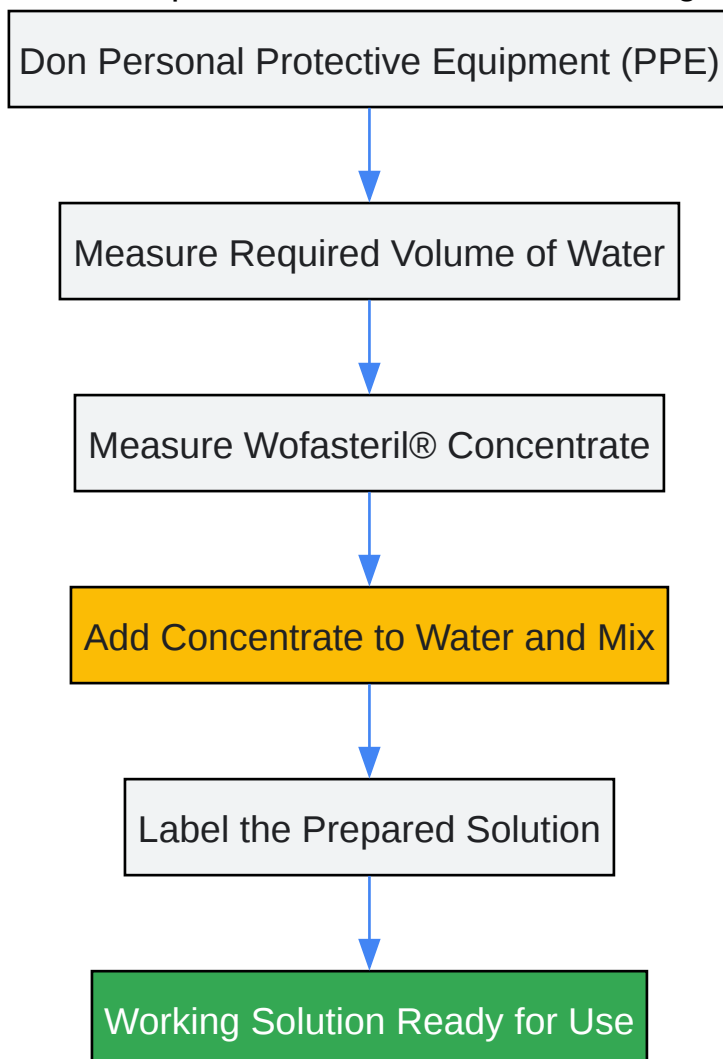 Don Personal Protective Equipment (PPE)
Measure Required Volume of Water
Measure Wofasteril® Concentrate
Add Concentrate to Water and Mix
Label the Prepared Solution
Working Solution Ready for Use